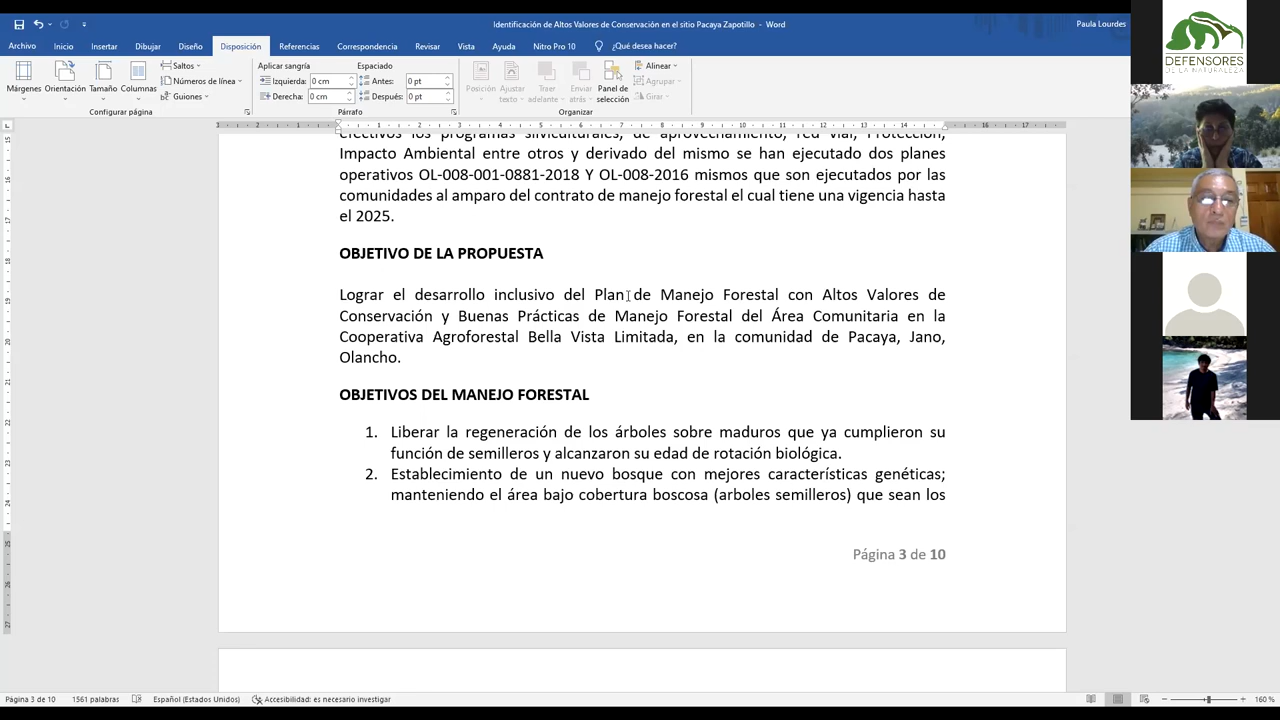 Identificación de Altos Valores de Conservación en el sitio Pacaya Zapotillo - Word
Paula Lourdes
Archivo Inicio Insertar Dibujar Diseño Disposición Referencias Correspondencia Revisar Vista Ayuda Nitro Pro 10 ¿Qué desea hacer?
Márgenes Orientación Tamaño Columnas
Saltos
Números de línea
Guiones
Configurar página
Aplicar sangría
Izquierda: 0 cm
Derecha: 0 cm
Espaciado
Antes: 0 pt
Después: 0 pt
Párrafo
Posición Ajustar texto Traer adelante Enviar atrás Panel de selección
Alinear
Agrupar
Girar
Organizar
efectivos los programas silviculturales, de aprovechamiento, red vial, Protección,
Impacto Ambiental entre otros y derivado del mismo se han ejecutado dos planes
operativos OL-008-001-0881-2018 Y OL-008-2016 mismos que son ejecutados por las
comunidades al amparo del contrato de manejo forestal el cual tiene una vigencia hasta
el 2025.
OBJETIVO DE LA PROPUESTA
Lograr el desarrollo inclusivo del Plan de Manejo Forestal con Altos Valores de
Conservación y Buenas Prácticas de Manejo Forestal del Área Comunitaria en la
Cooperativa Agroforestal Bella Vista Limitada, en la comunidad de Pacaya, Jano,
Olancho.
OBJETIVOS DEL MANEJO FORESTAL
1. Liberar la regeneración de los árboles sobre maduros que ya cumplieron su
función de semilleros y alcanzaron su edad de rotación biológica.
2. Establecimiento de un nuevo bosque con mejores características genéticas;
manteniendo el área bajo cobertura boscosa (arboles semilleros) que sean los
Página 3 de 10
Página 3 de 10 1561 palabras Español (Estados Unidos) Accesibilidad: es necesario investigar
160 %
DEFENSORES
DE LA NATURALEZA